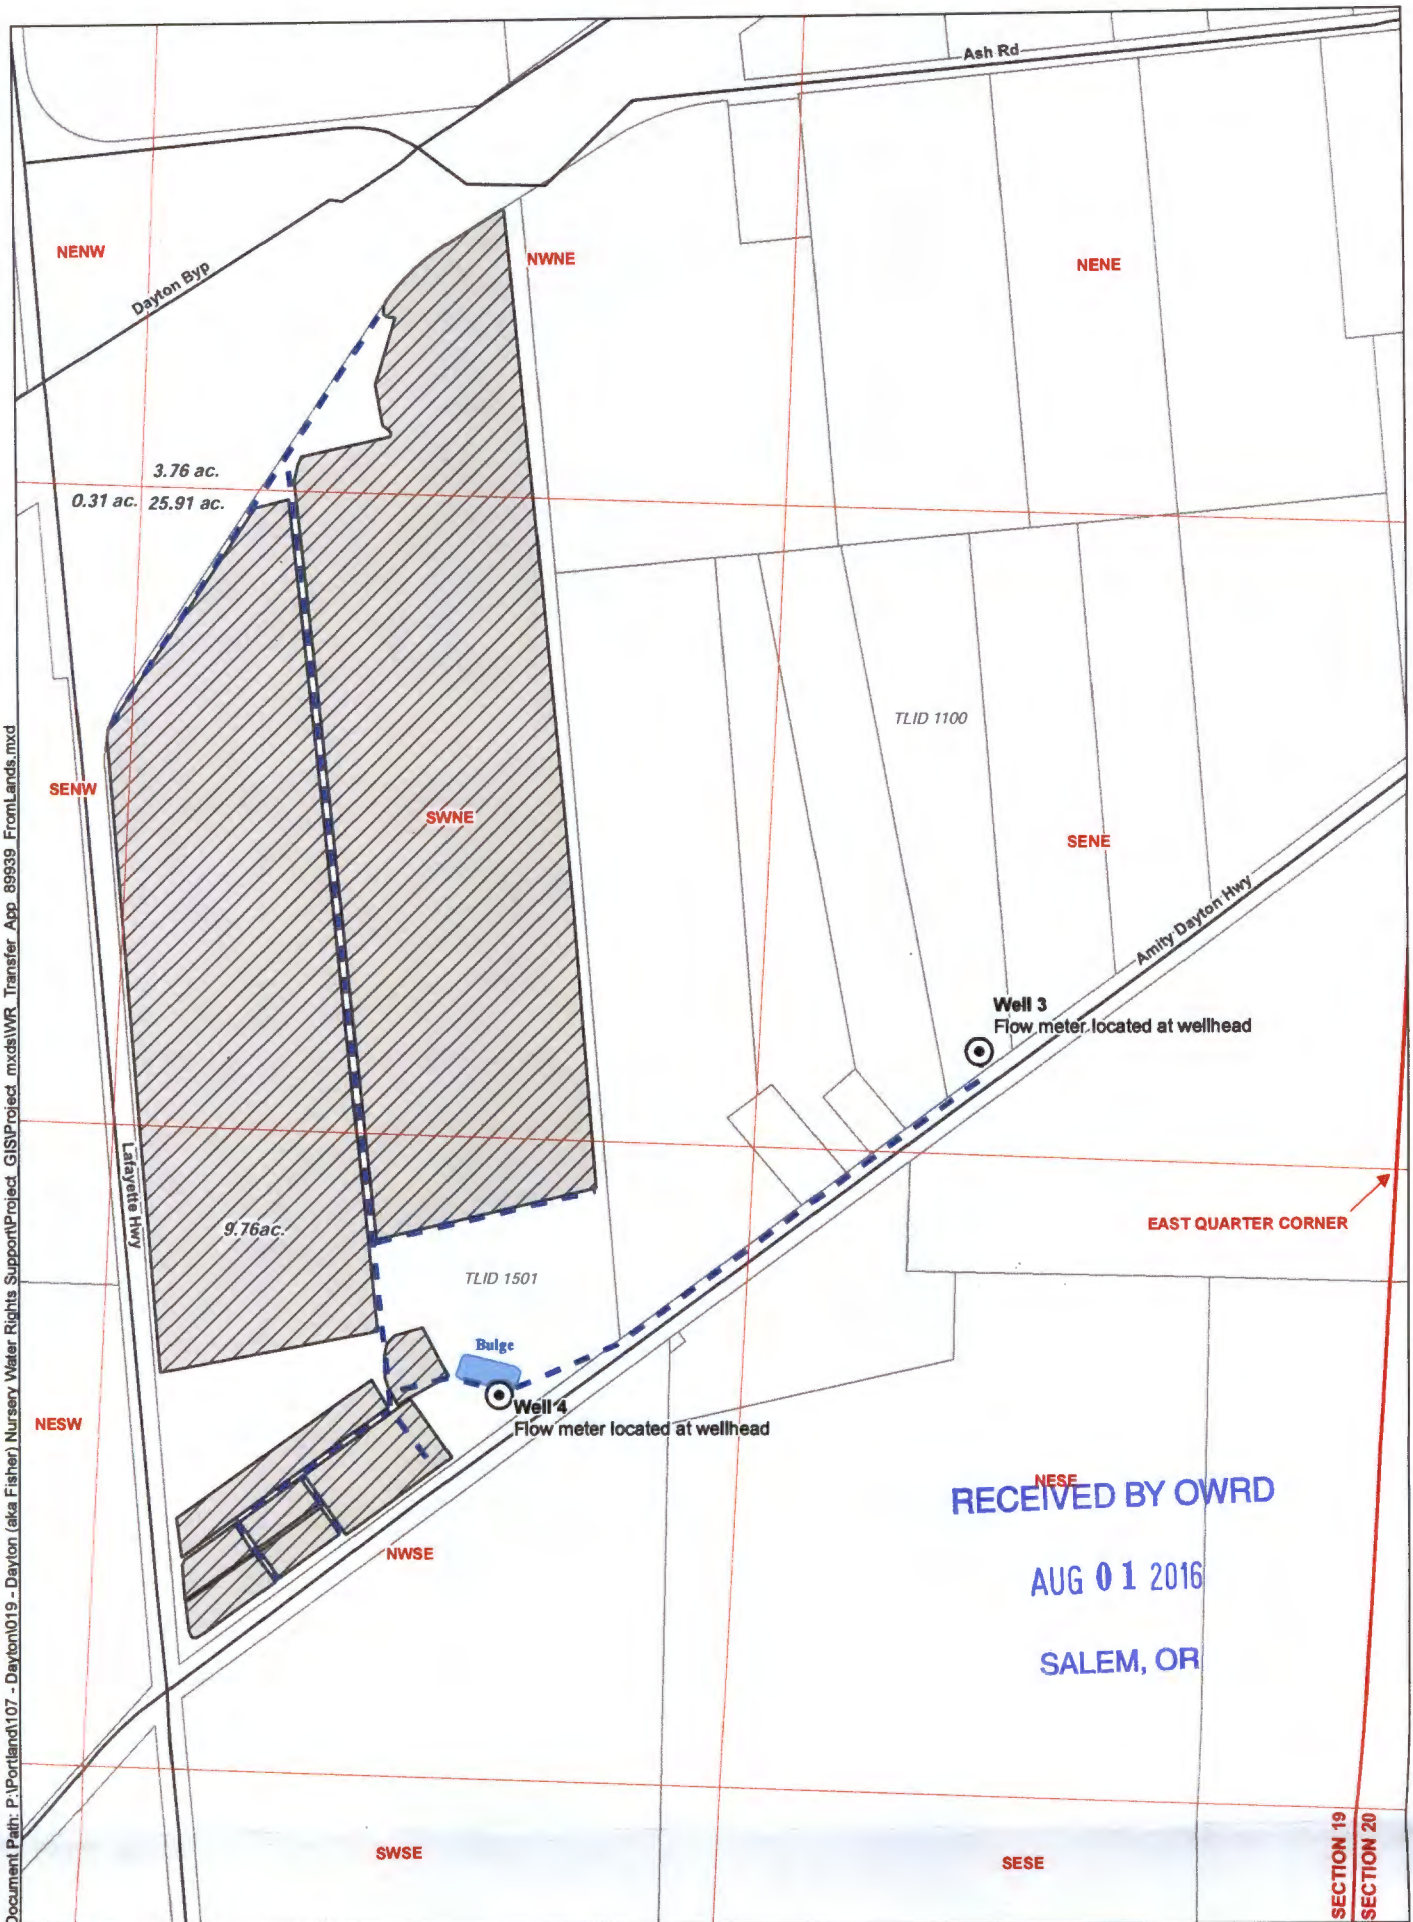 Ash Rd
NENW
NWNE
NENE
Dayton Byp
3.76 ac.
0.31 ac. 25.91 ac.
TLID 1100
SENW
SWNE
SENE
Amity Dayton Hwy
Well 3
Flow meter located at wellhead
Lafayette Hwy
9.76ac.
EAST QUARTER CORNER
TLID 1501
Bulge
Well 4
Flow meter located at wellhead
NESW
NESE
RECEIVED BY OWRD
NWSE
AUG 01 2016
SALEM, OR
SWSE
SESE
SECTION 19
SECTION 20
Document Path: P:\Portland\107 - Dayton\019 - Dayton (aka Fisher) Nursery Water Rights Support\Project_GIS\Project_mxds\WR_Transfer_App_89939_FromLands.mxd